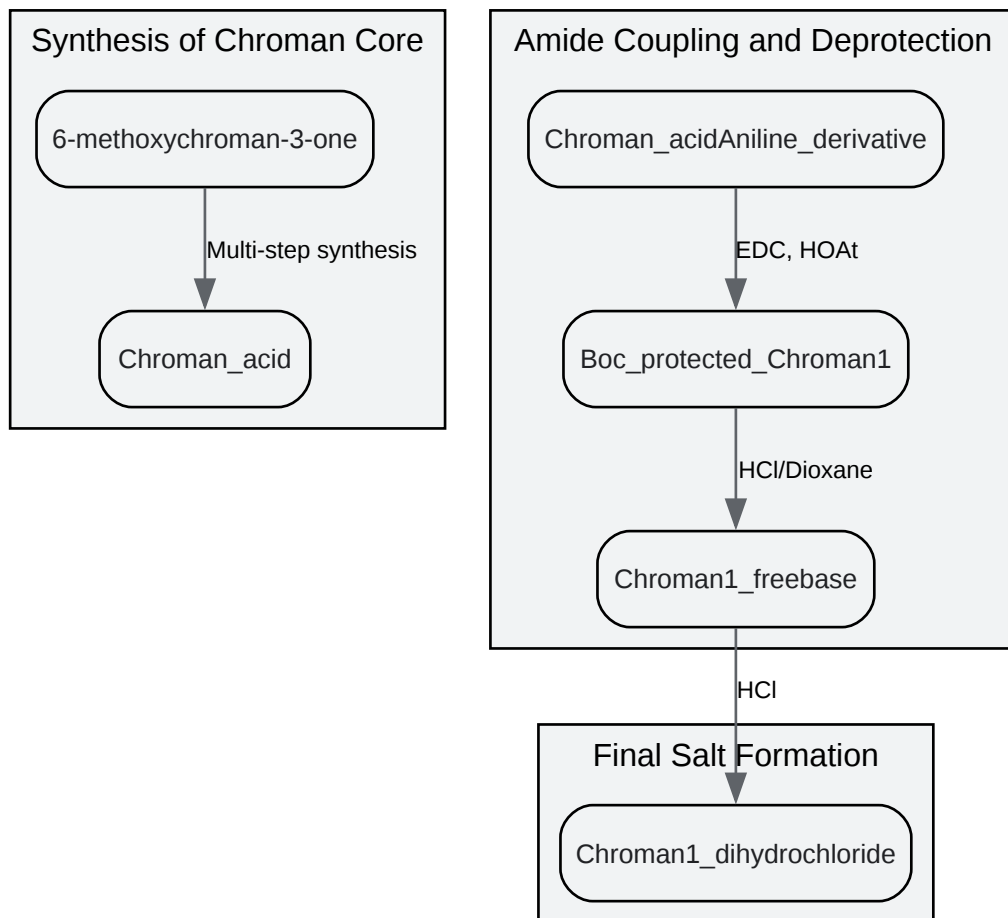 Synthesis of Chroman Core
6-methoxychroman-3-one
Multi-step synthesis
Chroman_acid
Amide Coupling and Deprotection
Chroman_acidAniline_derivative
EDC, HOAt
Boc_protected_Chroman1
HCl/Dioxane
Chroman1_freebase
HCl
Final Salt Formation
Chroman1_dihydrochloride